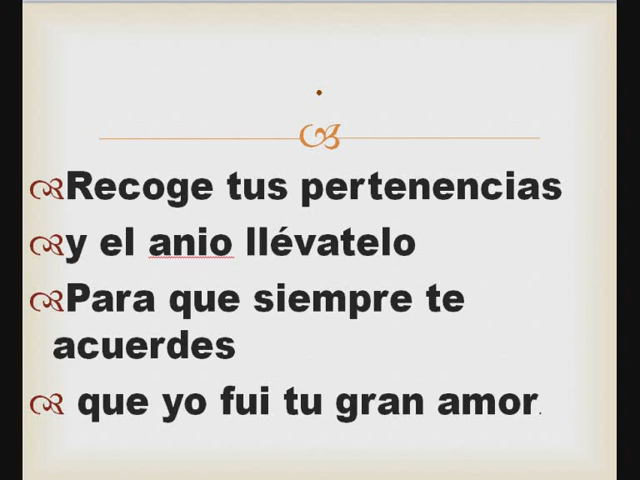 .
Recoge tus pertenencias
y el anio llévatelo
Para que siempre te
acuerdes
que yo fui tu gran amor.